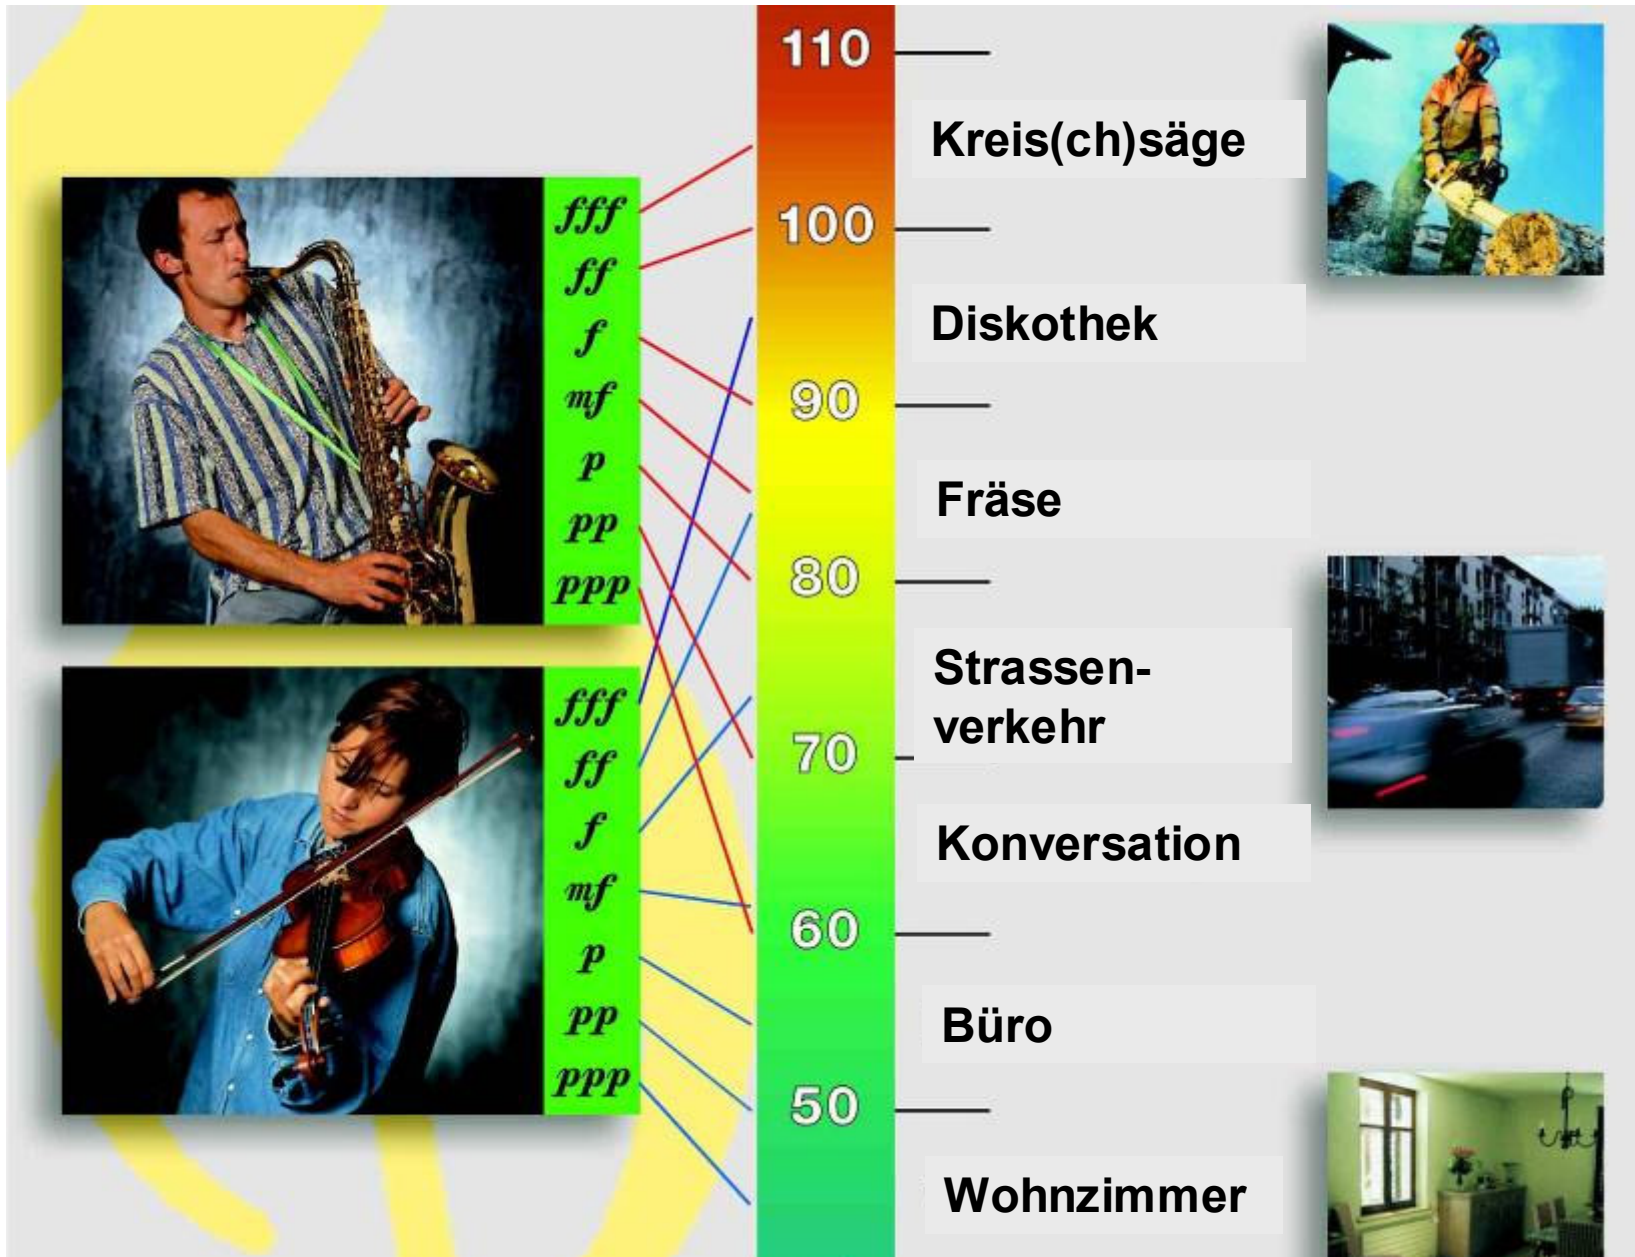 fff
ff
f
mf
p
pp
ppp
fff
ff
f
mf
p
pp
ppp
110
100
90
80
70
60
50
Kreis(ch)säge
Diskothek
Fräse
Strassen-
verkehr
Konversation
Büro
Wohnzimmer